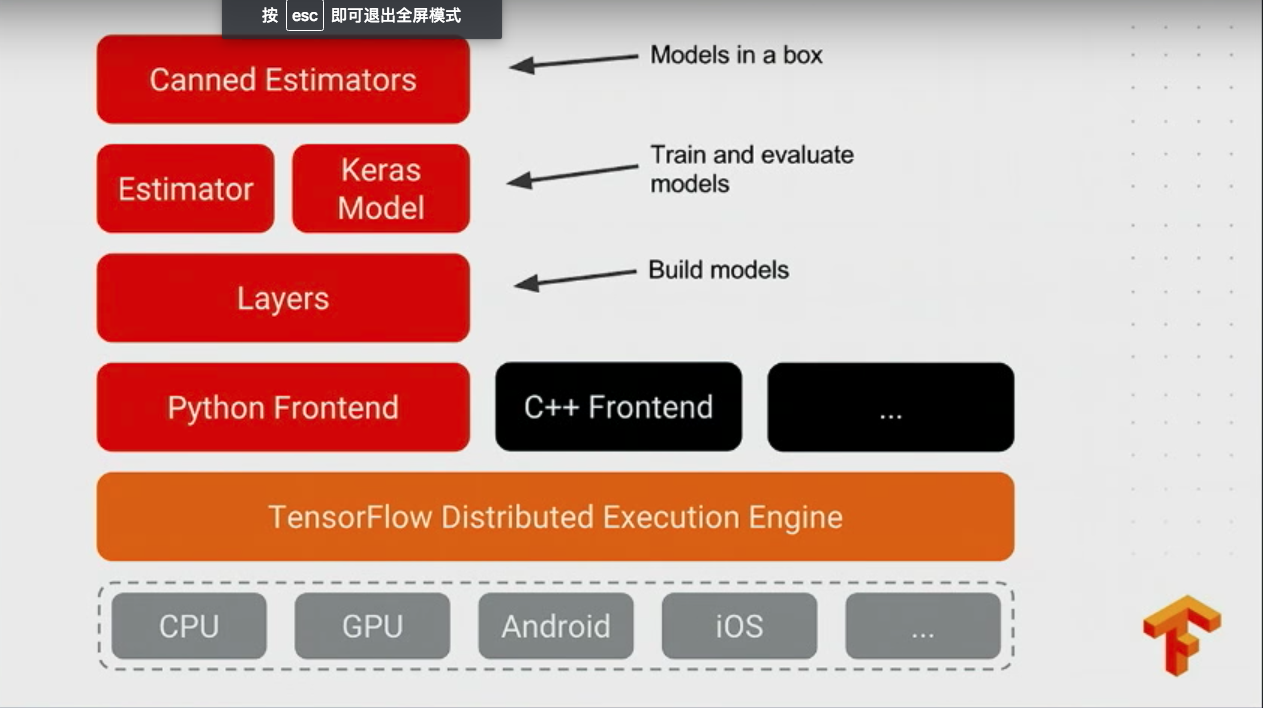 按 esc 即可退出全屏模式
Canned Estimators
Models in a box
Estimator
Keras
Model
Train and evaluate
models
Layers
Build models
Python Frontend
C++ Frontend
...
TensorFlow Distributed Execution Engine
CPU
GPU
Android
iOS
...